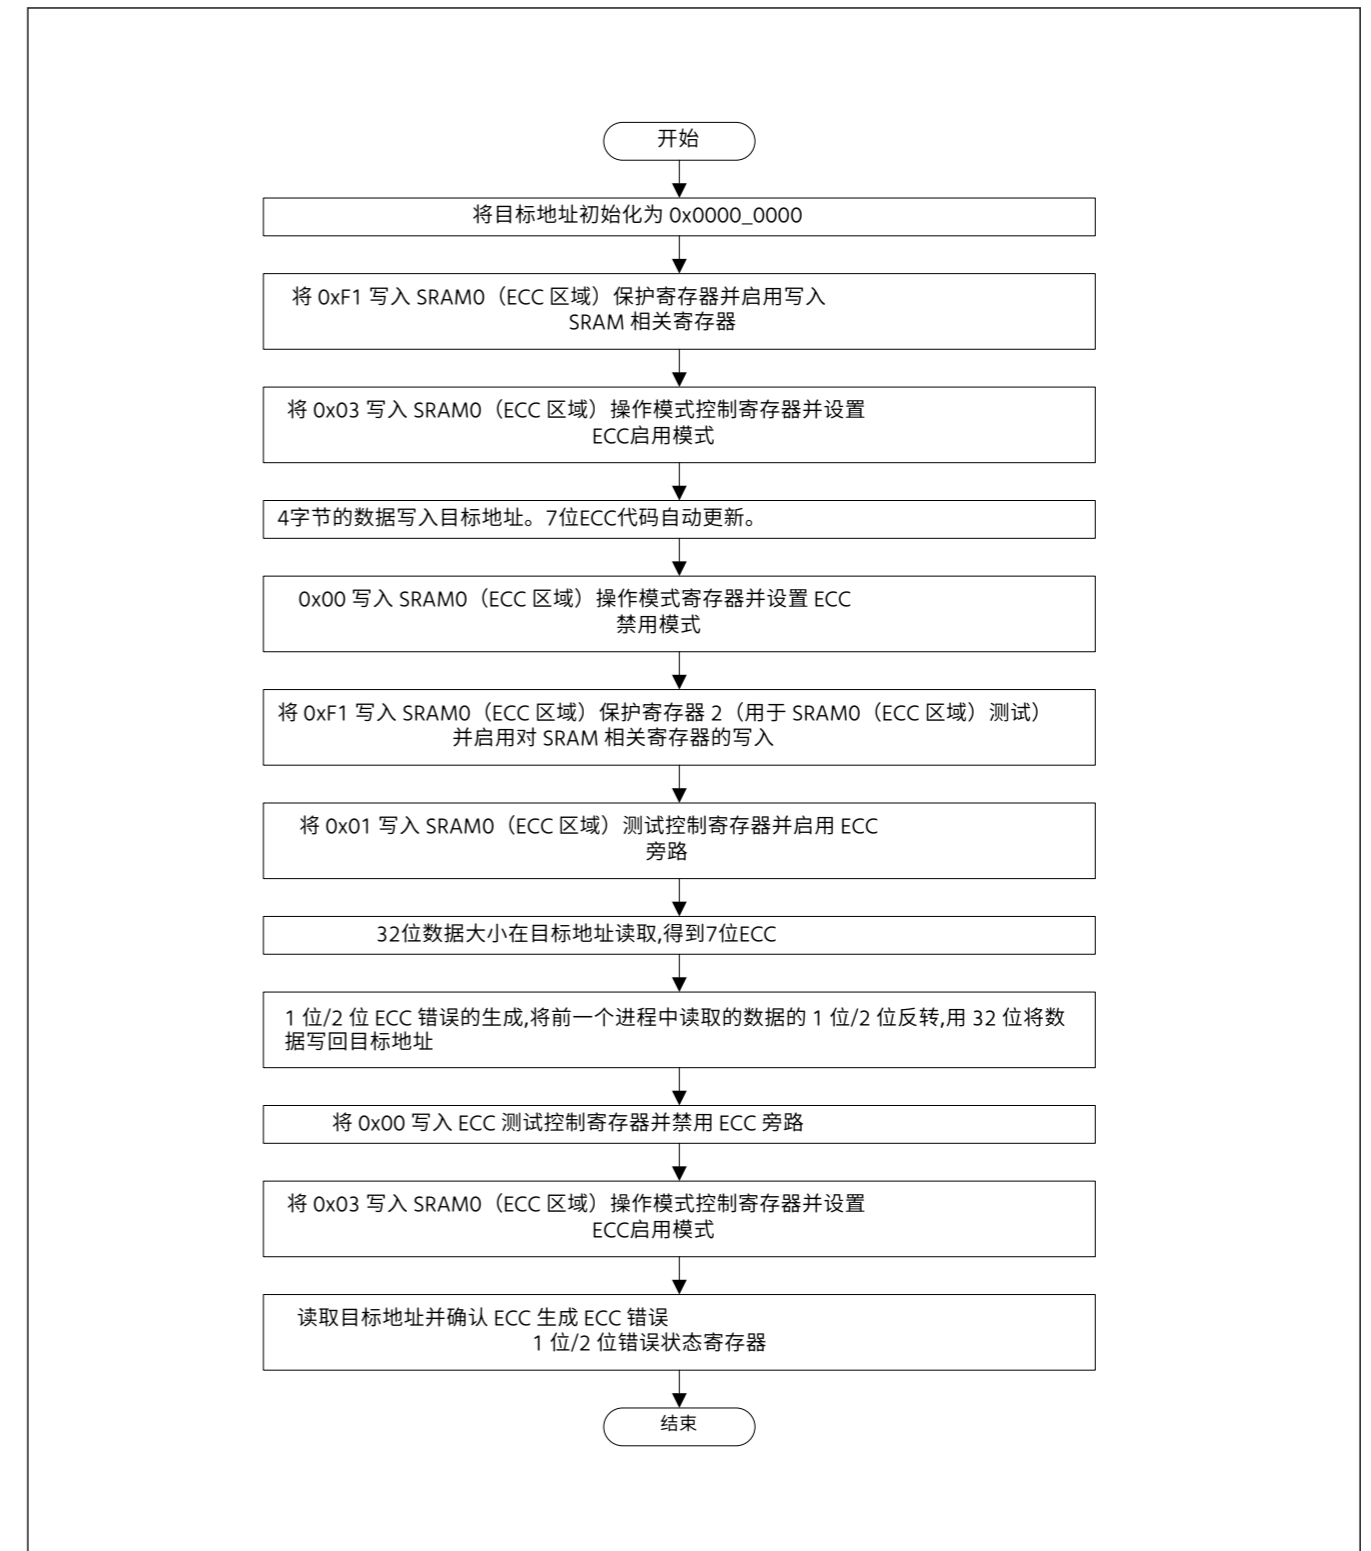 开始
将目标地址初始化为 0x0000_0000
将 0xF1 写入 SRAM0（ECC 区域）保护寄存器并启用写入
SRAM 相关寄存器
将 0x03 写入 SRAM0（ECC 区域）操作模式控制寄存器并设置
ECC启用模式
4字节的数据写入目标地址。7位ECC代码自动更新。
0x00 写入 SRAM0（ECC 区域）操作模式寄存器并设置 ECC
禁用模式
将 0xF1 写入 SRAM0（ECC 区域）保护寄存器 2（用于 SRAM0（ECC 区域）测试）
并启用对 SRAM 相关寄存器的写入
将 0x01 写入 SRAM0（ECC 区域）测试控制寄存器并启用 ECC
旁路
32位数据大小在目标地址读取,得到7位ECC
1 位/2 位 ECC 错误的生成,将前一个进程中读取的数据的 1 位/2 位反转,用 32 位将数
据写回目标地址
将 0x00 写入 ECC 测试控制寄存器并禁用 ECC 旁路
将 0x03 写入 SRAM0（ECC 区域）操作模式控制寄存器并设置
ECC启用模式
读取目标地址并确认 ECC 生成 ECC 错误
1 位/2 位错误状态寄存器
结束